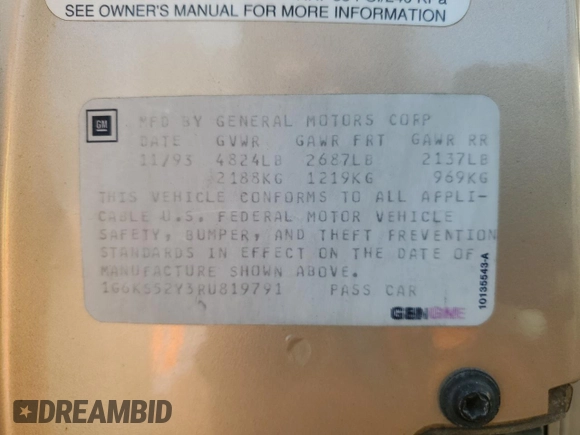 SEE OWNER'S MANUAL FOR MORE INFORMATION
GM
MFD BY GENERAL MOTORS CORP
DATE GVWR GAWR FRT GAWR RR
11/93 4824LB 2687LB 2137LB
2188KG 1219KG 969KG
THIS VEHICLE CONFORMS TO ALL APPLI-
CABLE U.S. FEDERAL MOTOR VEHICLE
SAFETY, BUMPER, AND THEFT PREVENTION
STANDARDS IN EFFECT ON THE DATE OF
MANUFACTURE SHOWN ABOVE.
1G6KS52Y3RU819791 PASS CAR
GENGME
10135543-A
DREAMBID